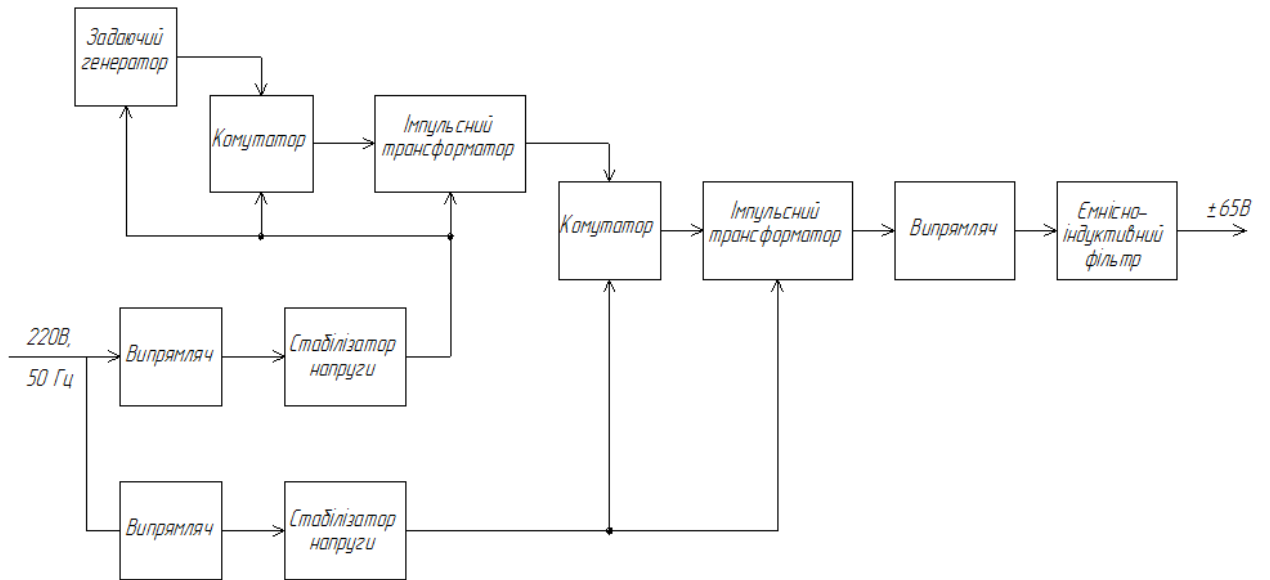 Задаючий
генератор
Комутатор
Імпульсний
трансформатор
Комутатор
Імпульсний
трансформатор
Випрямляч
Ємнісно-
індуктивний
фільтр
±65В
220В,
50 Гц
Випрямляч
Стабілізатор
напруги
Випрямляч
Стабілізатор
напруги